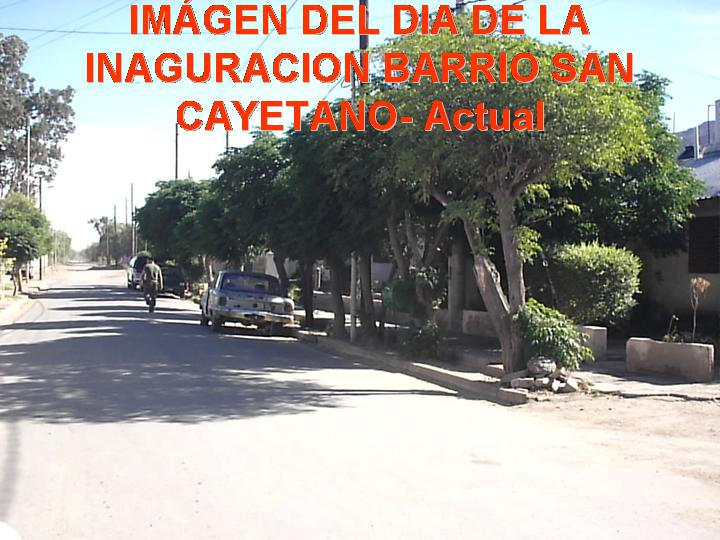 IMÁGEN DEL DIA DE LA
INAGURACION BARRIO SAN
CAYETANO- Actual